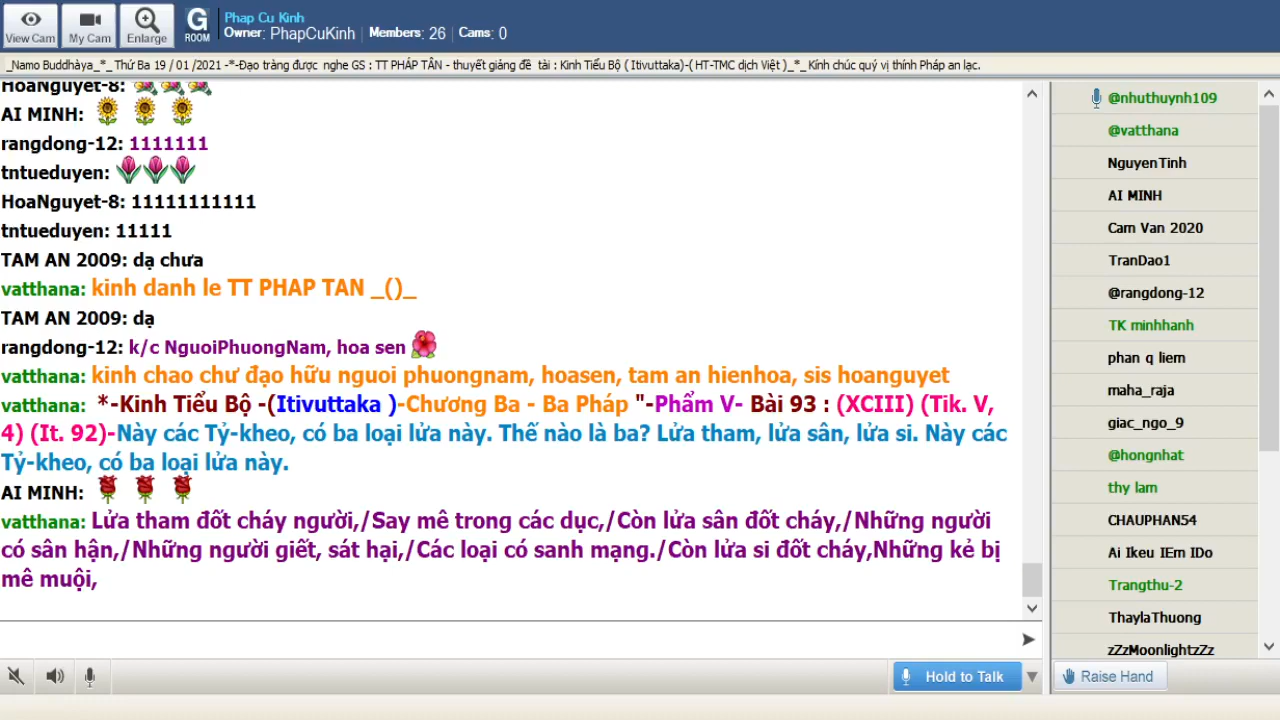 View Cam
My Cam
Enlarge
G
ROOM
Phap Cu Kinh
Owner: PhapCuKinh | Members: 26 | Cams: 0
_Namo Buddhàya_*_ Thứ Ba 19 / 01 /2021 -*-Đạo tràng được nghe GS : TT PHÁP TÂN - thuyết giảng đề tài : Kinh Tiểu Bộ ( Itivuttaka)-( HT-TMC dịch Việt )_*_ Kính chúc quý vị thính Pháp an lạc.
HoaNguyet-8:
AI MINH:
rangdong-12: 1111111
tntueduyen:
HoaNguyet-8: 11111111111
tntueduyen: 11111
TAM AN 2009: dạ chưa
vatthana: kinh danh le TT PHAP TAN _()_
TAM AN 2009: dạ
rangdong-12: k/c NguoiPhuongNam, hoa sen
vatthana: kinh chao chư đạo hữu nguoi phuongnam, hoasen, tam an hienhoa, sis hoanguyet
vatthana: *-Kinh Tiểu Bộ -(Itivuttaka )-Chương Ba - Ba Pháp "-Phẩm V- Bài 93 : (XCIII) (Tik. V,
4) (It. 92)-Này các Tỷ-kheo, có ba loại lửa này. Thế nào là ba? Lửa tham, lửa sân, lửa si. Này các
Tỷ-kheo, có ba loại lửa này.
AI MINH:
vatthana: Lửa tham đốt cháy người,/Say mê trong các dục,/Còn lửa sân đốt cháy,/Những người
có sân hận,/Những người giết, sát hại,/Các loại có sanh mạng./Còn lửa si đốt cháy,Những kẻ bị
mê muội,
@nhuthuynh109
@vatthana
NguyenTinh
AI MINH
Cam Van 2020
TranDao1
@rangdong-12
TK minhhanh
phan q liem
maha_raja
giac_ngo_9
@hongnhat
thy lam
CHAUPHAN54
Ai Ikeu IEm IDo
Trangthu-2
ThaylaThuong
zZzMoonlightzZz
Hold to Talk
Raise Hand